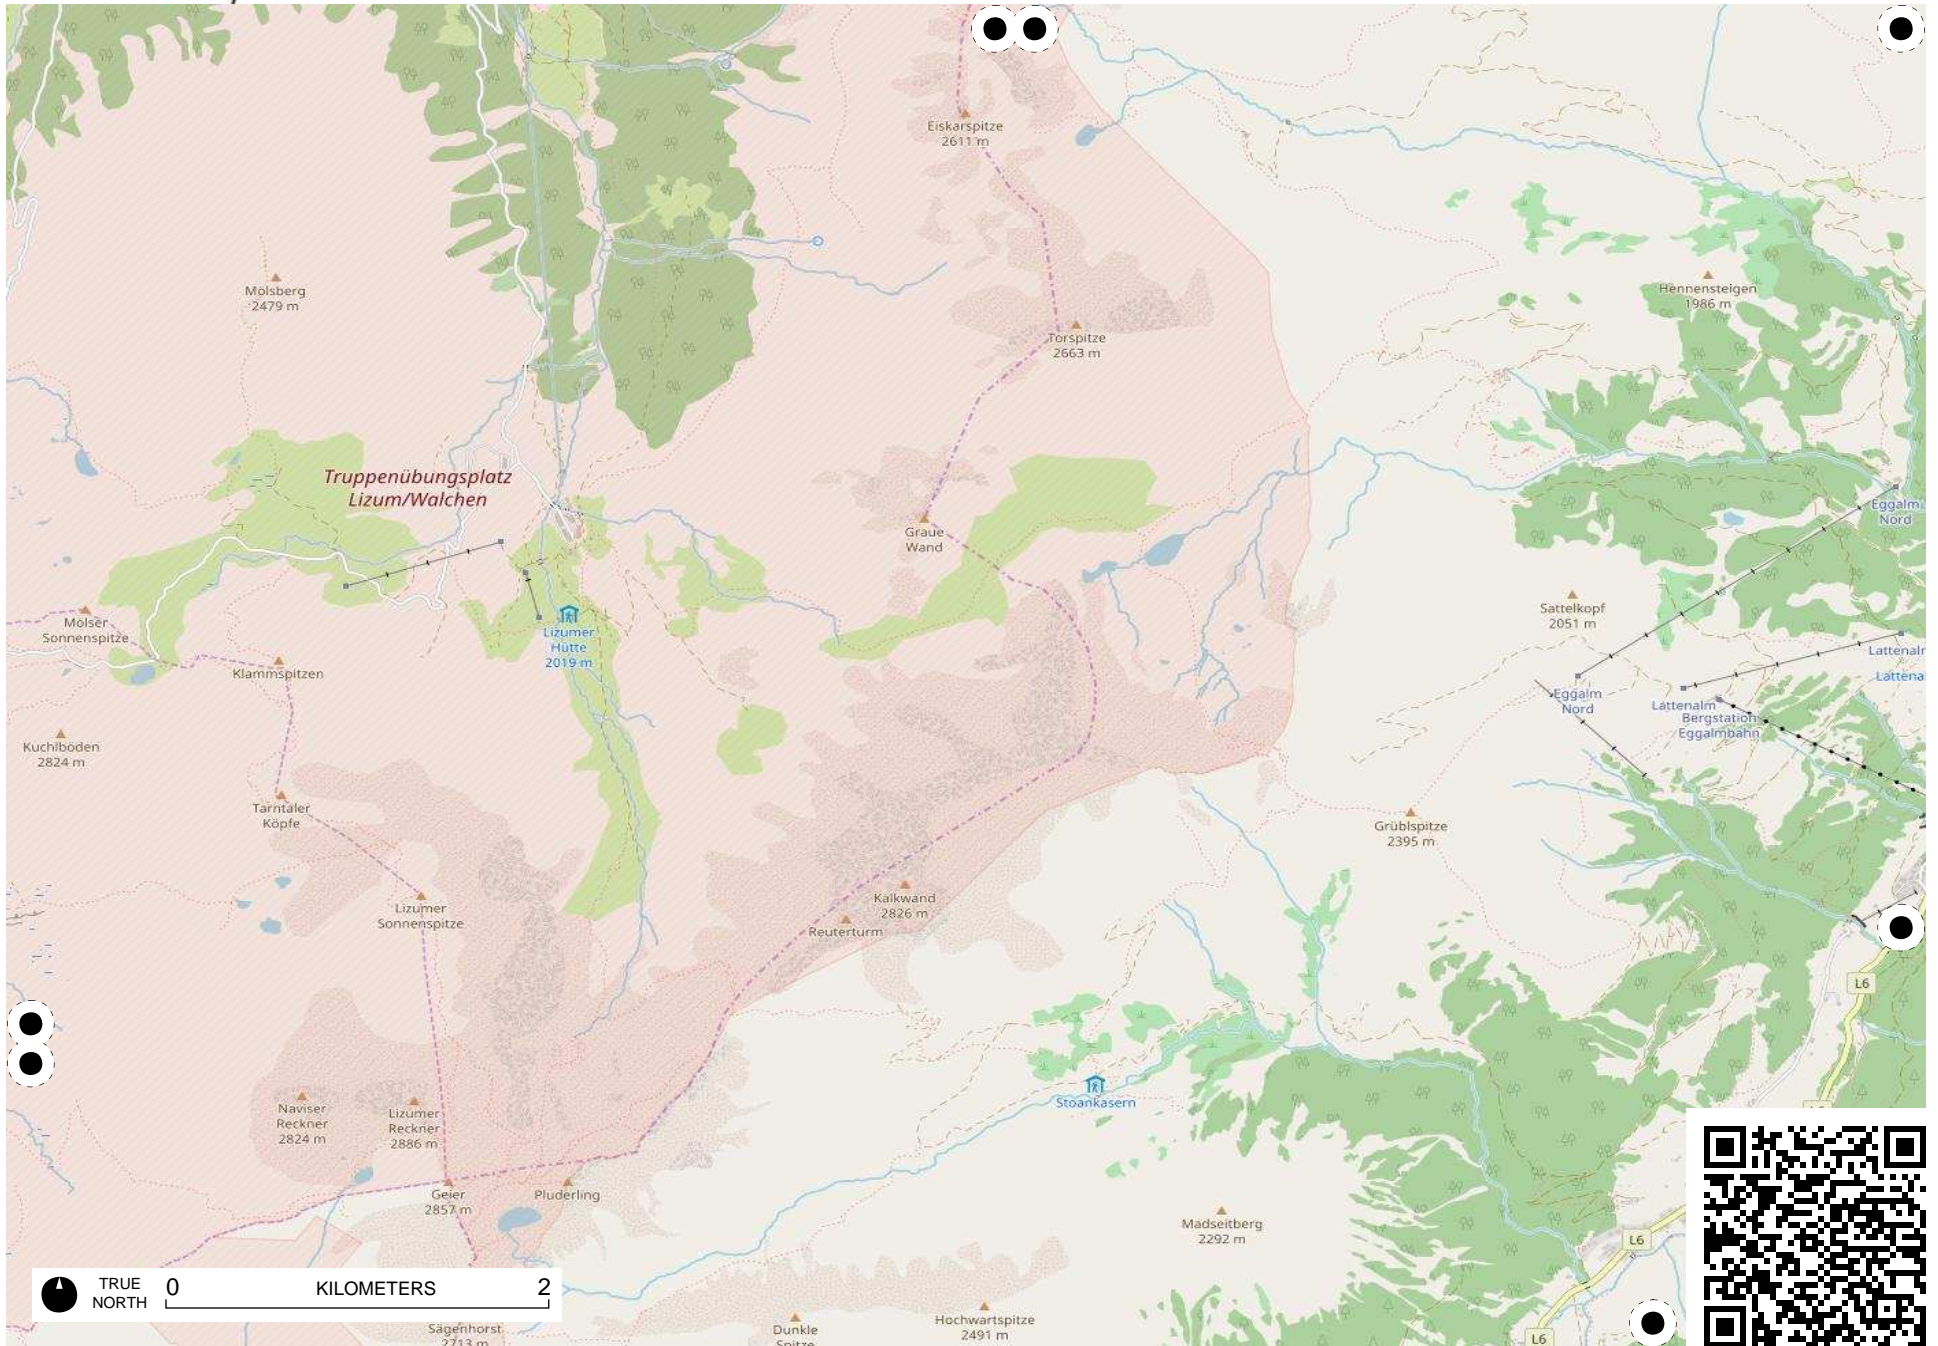 Eiskarspitze
2611 m
Mölsberg
2479 m
Hennensteigen
1986 m
Torspitze
2663 m
Truppenübungsplatz
Lizum/Walchen
Eggalm
Nord
Graue
Wand
Sattelkopf
2051 m
Mölser
Sonnenspitze
Lizumer
Hütte
2019 m
Klammspitzen
Lattenalm
Lattena
Eggalm
Nord
Lattenalm
Bergstation
Eggalmbahn
Kuchlböden
2824 m
Tarntaler
Köpfe
Grüblspitze
2395 m
Kalkwand
2826 m
Lizumer
Sonnenspitze
Reuterturm
L6
Stoankasern
Naviser
Reckner
2824 m
Lizumer
Reckner
2886 m
Geier
2857 m
Pluderling
Madseitberg
2292 m
L6
TRUE
NORTH
0 KILOMETERS 2
Hochwartspitze
2491 m
Sägenhorst
2713 m
Dunkle
Spitze
L6